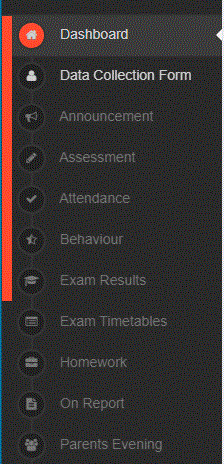 Dashboard
Data Collection Form
Announcement
Assessment
Attendance
Behaviour
Exam Results
Exam Timetables
Homework
On Report
Parents Evening